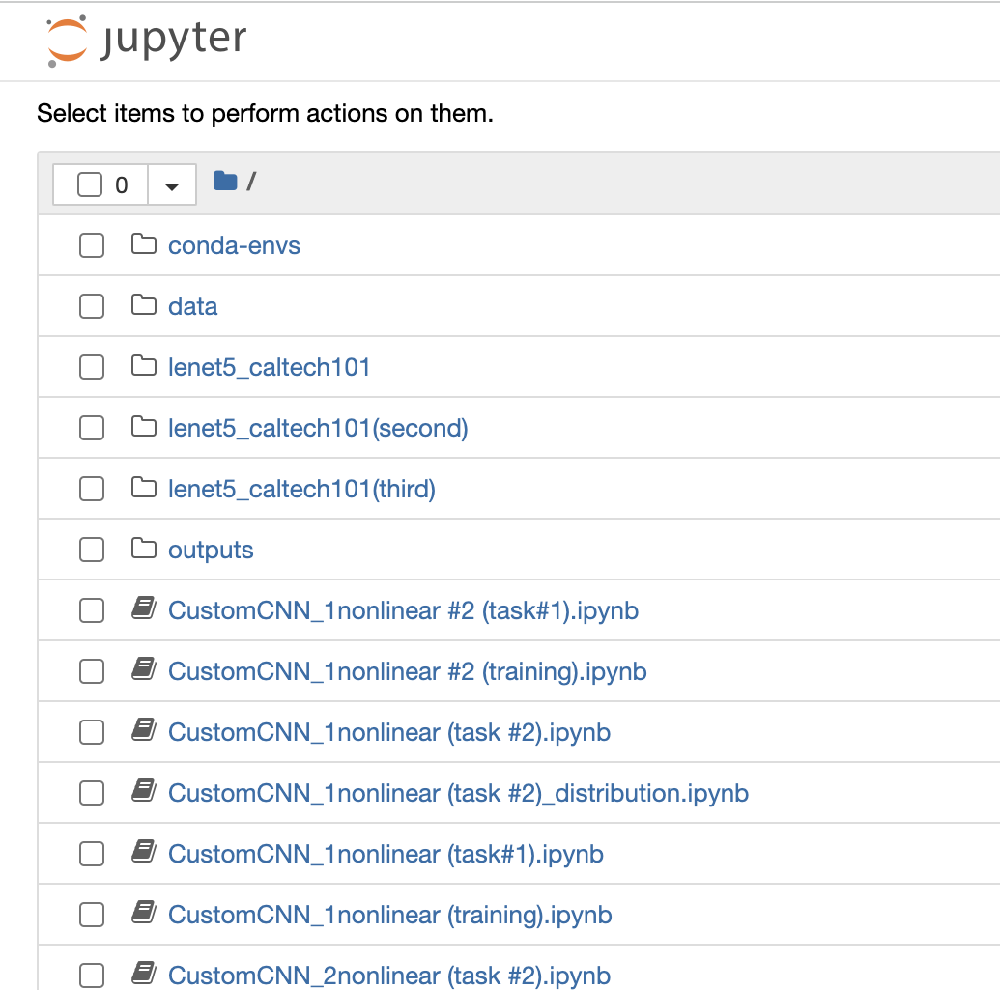 jupyter
Select items to perform actions on them.
0 /
conda-envs
data
lenet5_caltech101
lenet5_caltech101(second)
lenet5_caltech101(third)
outputs
CustomCNN_1nonlinear #2 (task#1).ipynb
CustomCNN_1nonlinear #2 (training).ipynb
CustomCNN_1nonlinear (task #2).ipynb
CustomCNN_1nonlinear (task #2)_distribution.ipynb
CustomCNN_1nonlinear (task#1).ipynb
CustomCNN_1nonlinear (training).ipynb
CustomCNN_2nonlinear (task #2).ipynb